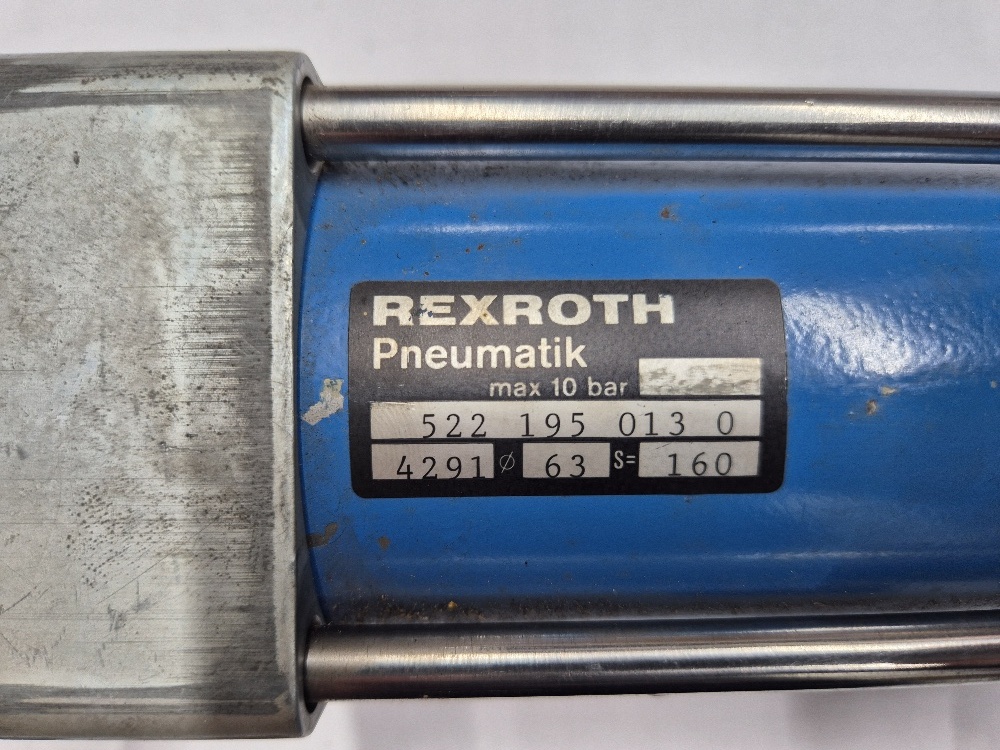 REXROTH
Pneumatik
max 10 bar
522 195 013 0
4291 ⌀ 63 S= 160